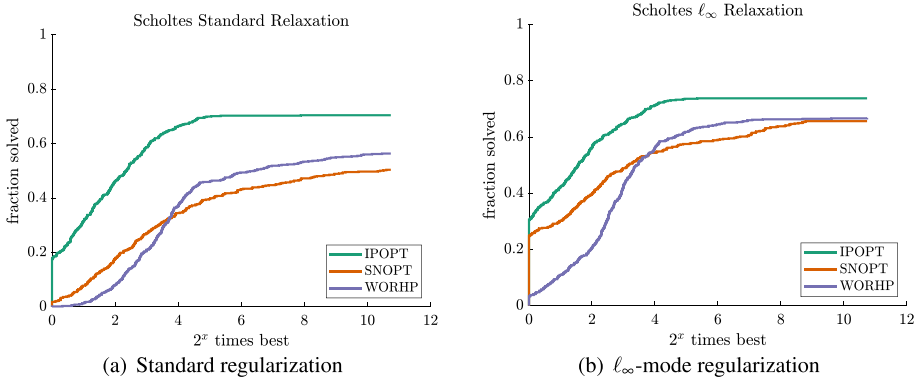 Scholtes Standard Relaxation
1
0.8
0.6
0.4
0.2
0
fraction solved
0 2 4 6 8 10 12
2^x times best
IPOPT
SNOPT
WORHP
(a) Standard regularization
Scholtes ℓ∞ Relaxation
1
0.8
0.6
0.4
0.2
0
fraction solved
0 2 4 6 8 10 12
2^x times best
IPOPT
SNOPT
WORHP
(b) ℓ∞-mode regularization